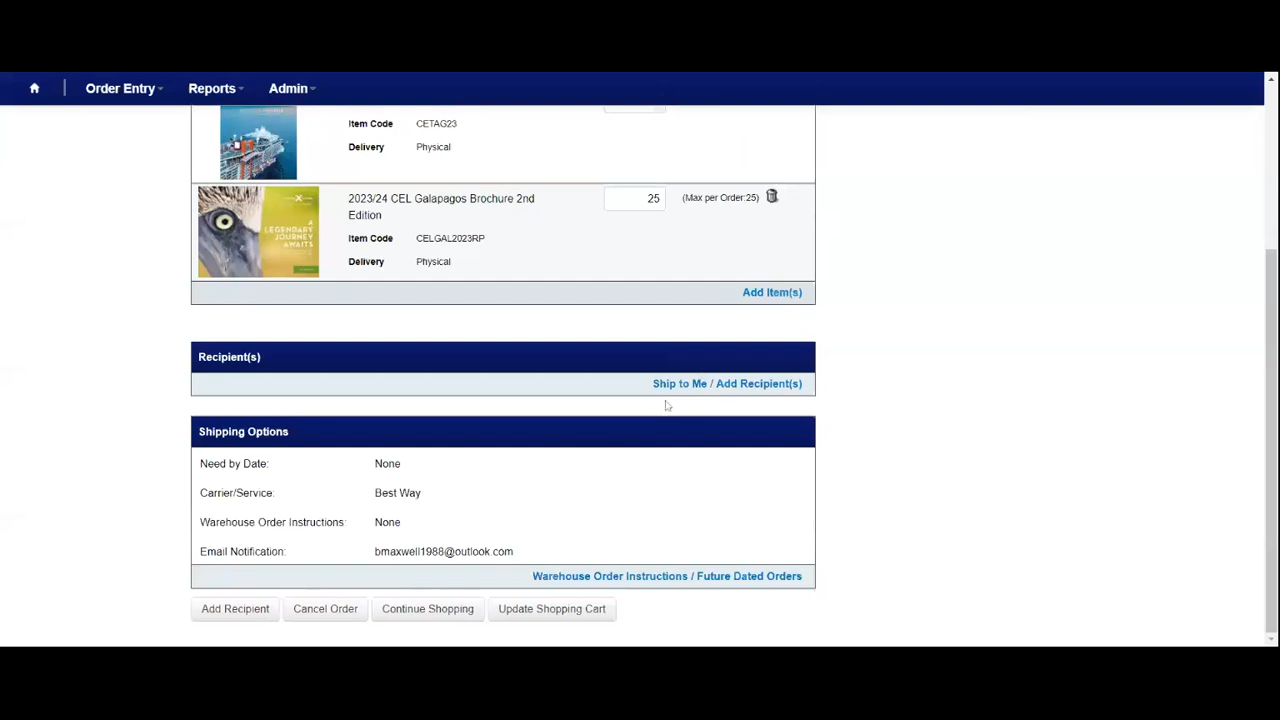 Order Entry Reports Admin
Item Code CETAG23
Delivery Physical
A
LEGENDARY
JOURNEY
AWAITS
2023/24 CEL Galapagos Brochure 2nd
Edition
25 (Max per Order:25)
Item Code CELGAL2023RP
Delivery Physical
Add Item(s)
Recipient(s)
Ship to Me / Add Recipient(s)
Shipping Options
Need by Date: None
Carrier/Service: Best Way
Warehouse Order Instructions: None
Email Notification: bmaxwell1988@outlook.com
Warehouse Order Instructions / Future Dated Orders
Add Recipient Cancel Order Continue Shopping Update Shopping Cart